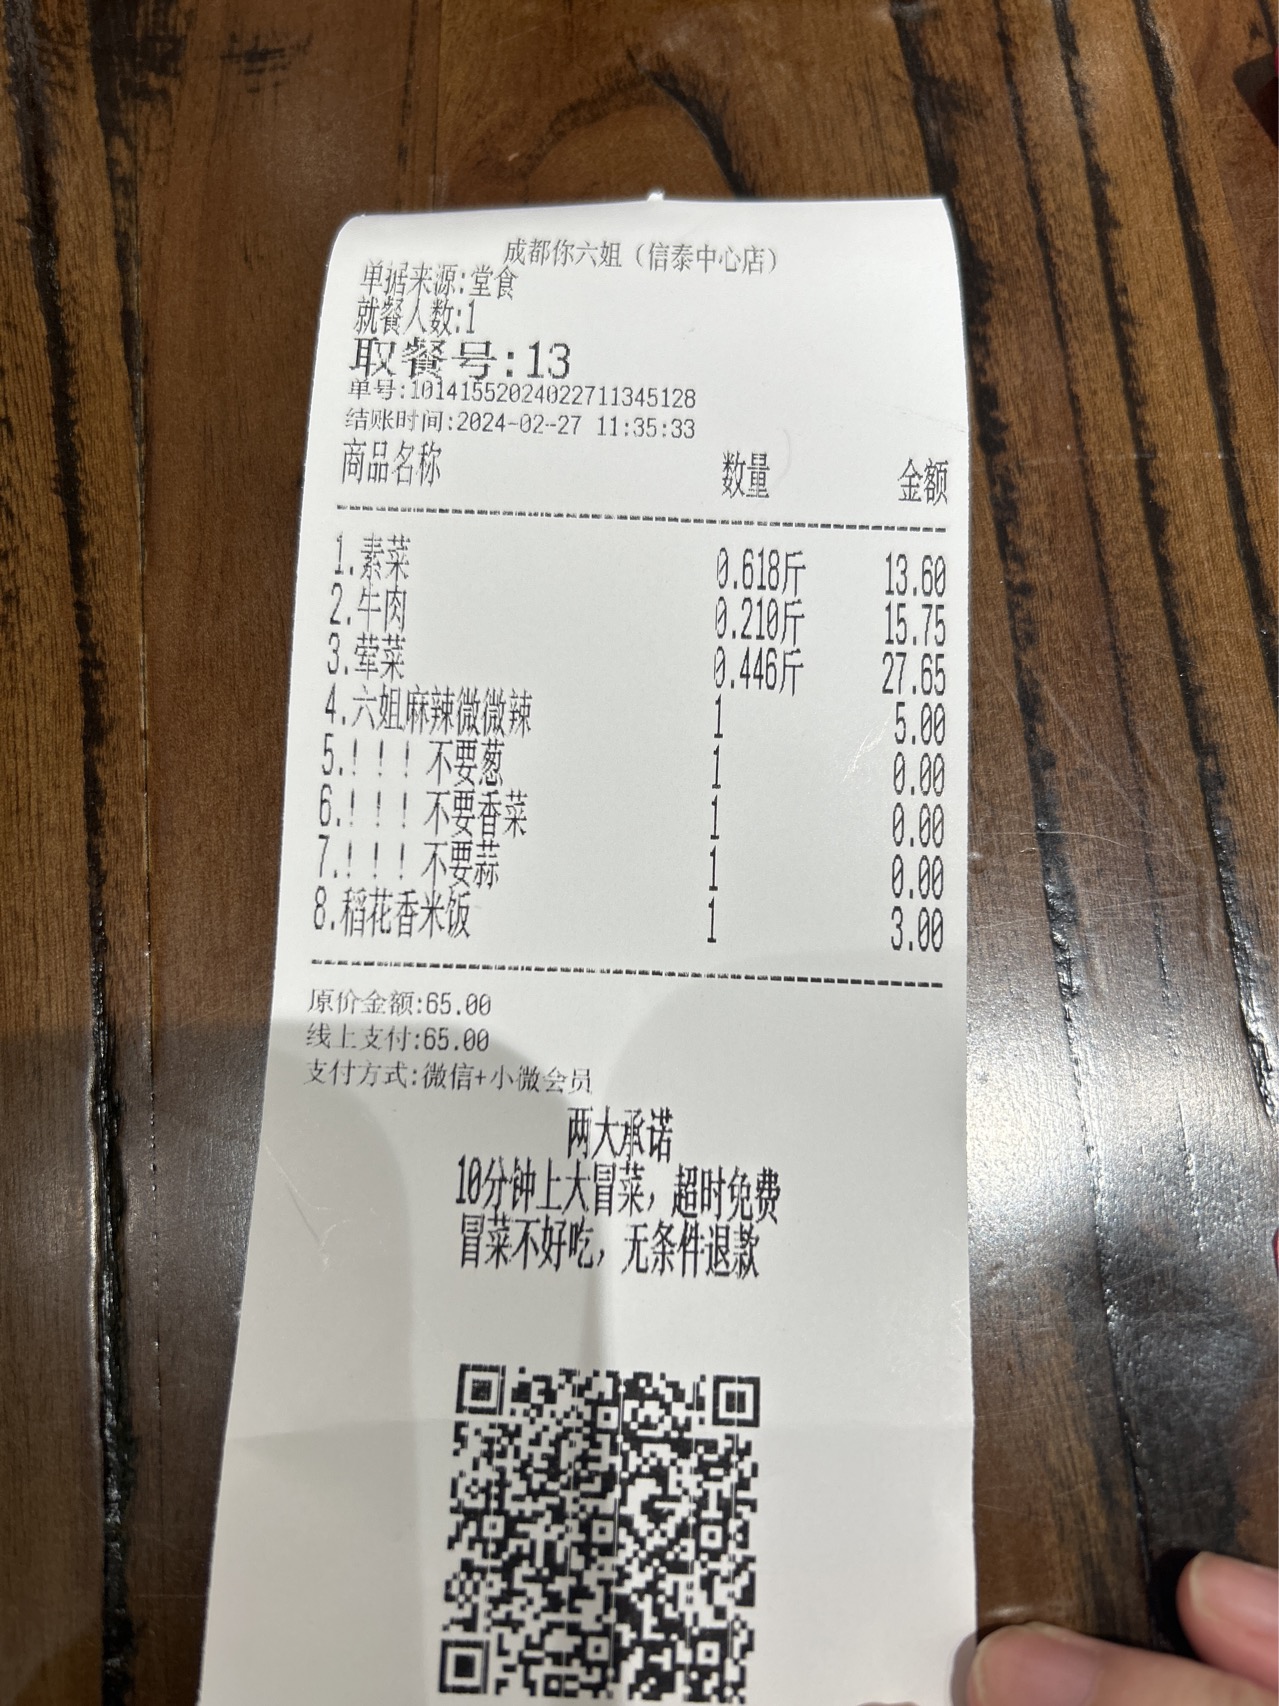 成都你六姐（信泰中心店）
单据来源:堂食
就餐人数:1
取餐号:13
单号:10141552024022711345128
结账时间:2024-02-27 11:35:33
商品名称 数量 金额
1.素菜 0.618斤 13.60
2.牛肉 0.210斤 15.75
3.荤菜 0.446斤 27.65
4.六姐麻辣微微辣 1 5.00
5.！！！不要葱 1 0.00
6.！！！不要香菜 1 0.00
7.！！！不要蒜 1 0.00
8.稻花香米饭 1 3.00
原价金额:65.00
线上支付:65.00
支付方式:微信+小微会员
两大承诺
10分钟上大冒菜，超时免费
冒菜不好吃，无条件退款